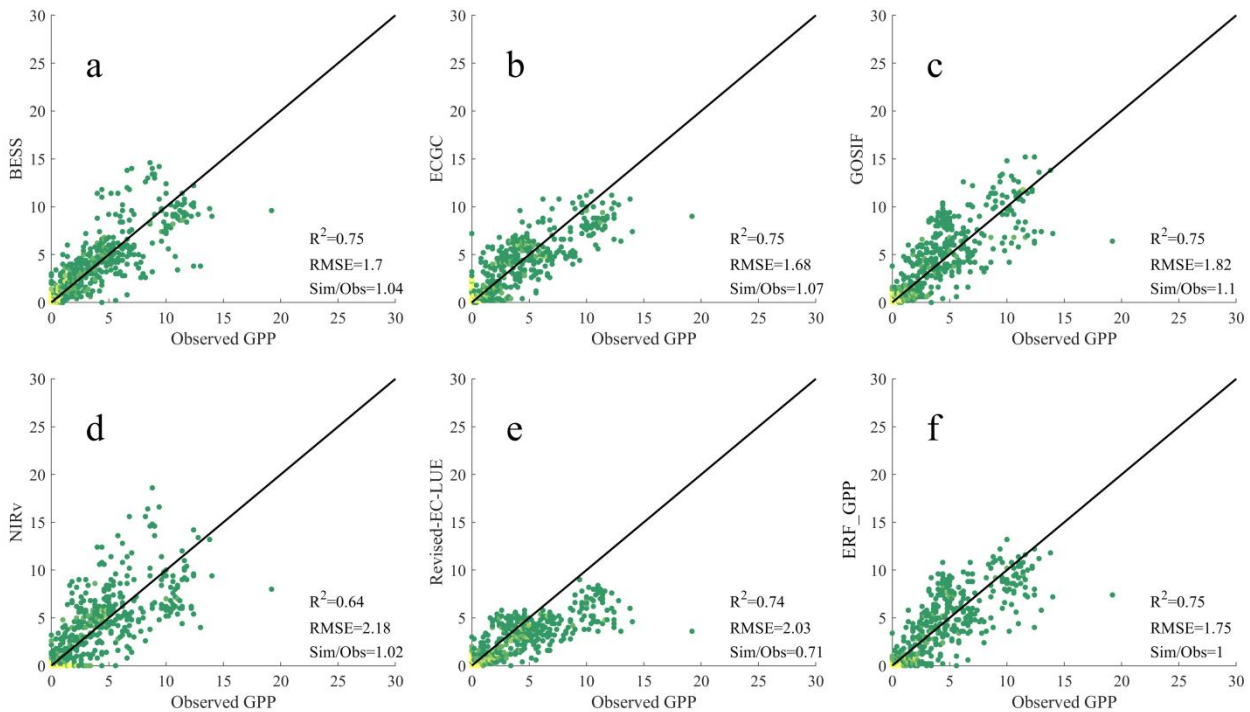 a
BESS
30
25
20
15
10
5
0
R²=0.75
RMSE=1.7
Sim/Obs=1.04
0 5 10 15 20 25 30
Observed GPP
b
ECGC
30
25
20
15
10
5
0
R²=0.75
RMSE=1.68
Sim/Obs=1.07
0 5 10 15 20 25 30
Observed GPP
c
GOSIF
30
25
20
15
10
5
0
R²=0.75
RMSE=1.82
Sim/Obs=1.1
0 5 10 15 20 25 30
Observed GPP
d
NIRv
30
25
20
15
10
5
0
R²=0.64
RMSE=2.18
Sim/Obs=1.02
0 5 10 15 20 25 30
Observed GPP
e
Revised-EC-LUE
30
25
20
15
10
5
0
R²=0.74
RMSE=2.03
Sim/Obs=0.71
0 5 10 15 20 25 30
Observed GPP
f
ERF_GPP
30
25
20
15
10
5
0
R²=0.75
RMSE=1.75
Sim/Obs=1
0 5 10 15 20 25 30
Observed GPP